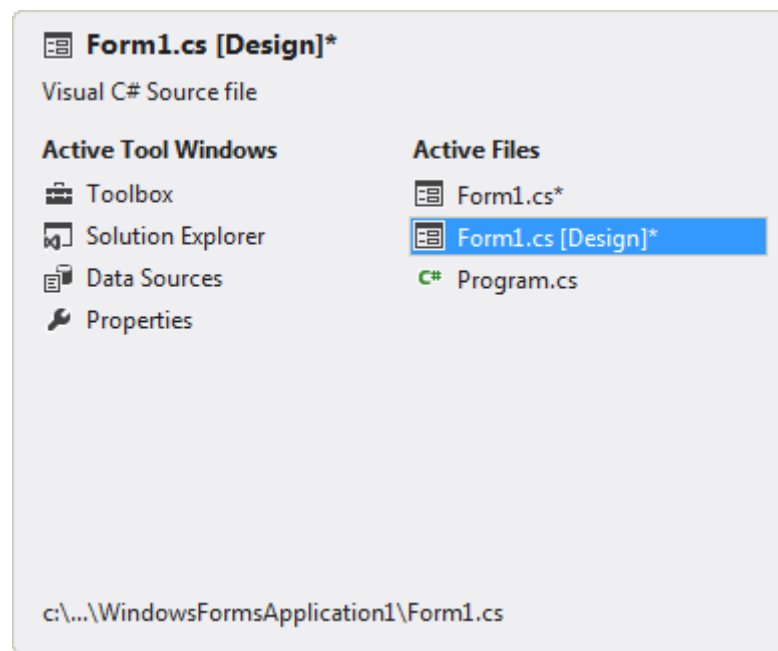 Form1.cs [Design]*
Visual C# Source file
Active Tool Windows
Toolbox
Solution Explorer
Data Sources
Properties
Active Files
Form1.cs*
Form1.cs [Design]*
C# Program.cs
c:\...\WindowsFormsApplication1\Form1.cs